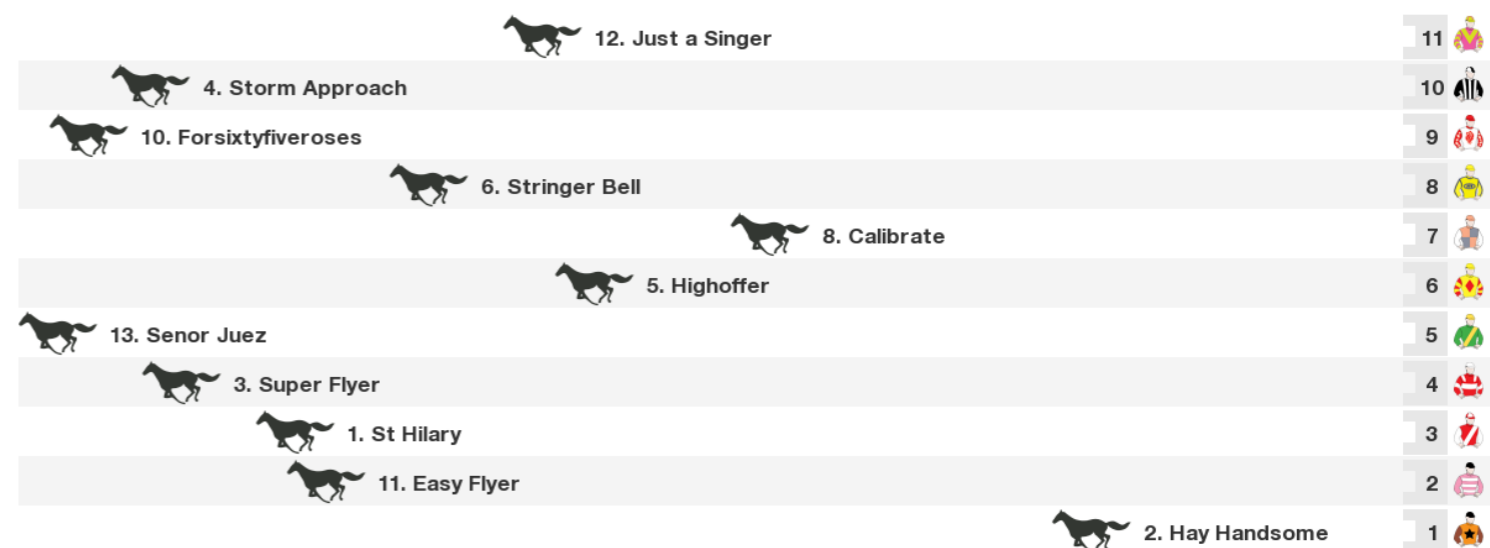 12. Just a Singer 11
4. Storm Approach 10
10. Forsixtyfiveroses 9
6. Stringer Bell 8
8. Calibrate 7
5. Highoffer 6
13. Senor Juez 5
3. Super Flyer 4
1. St Hilary 3
11. Easy Flyer 2
2. Hay Handsome 1